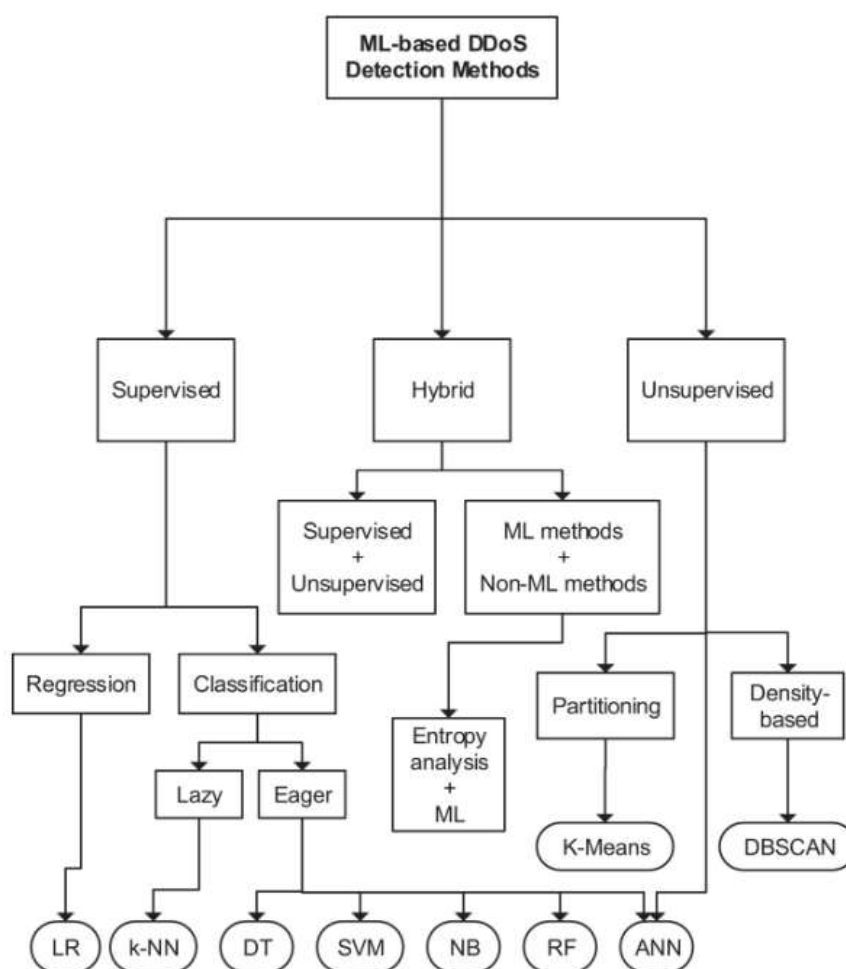 ML-based DDoS
Detection Methods
Supervised
Hybrid
Unsupervised
Supervised
+
Unsupervised
ML methods
+
Non-ML methods
Regression
Classification
Partitioning
Density-
based
Lazy
Eager
Entropy
analysis
+
ML
K-Means
DBSCAN
LR
k-NN
DT
SVM
NB
RF
ANN